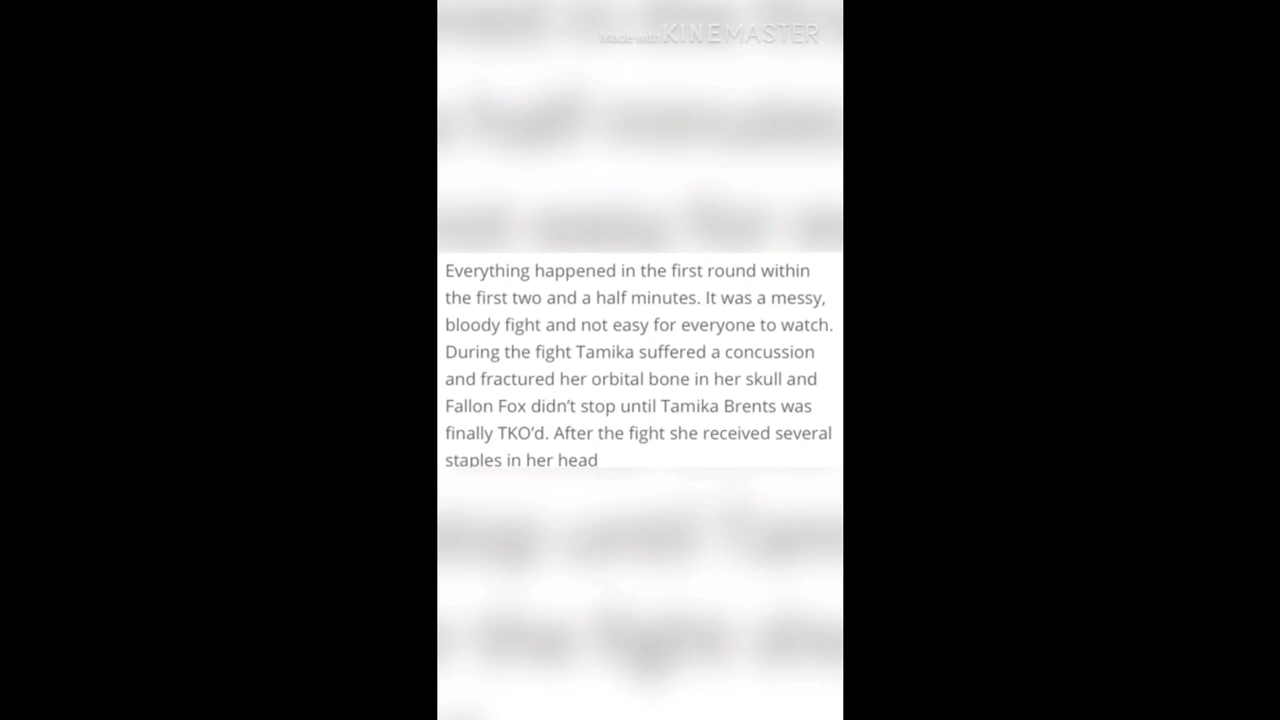 Made with KINEMASTER
Everything happened in the first round within
the first two and a half minutes. It was a messy,
bloody fight and not easy for everyone to watch.
During the fight Tamika suffered a concussion
and fractured her orbital bone in her skull and
Fallon Fox didn't stop until Tamika Brents was
finally TKO'd. After the fight she received several
staples in her head